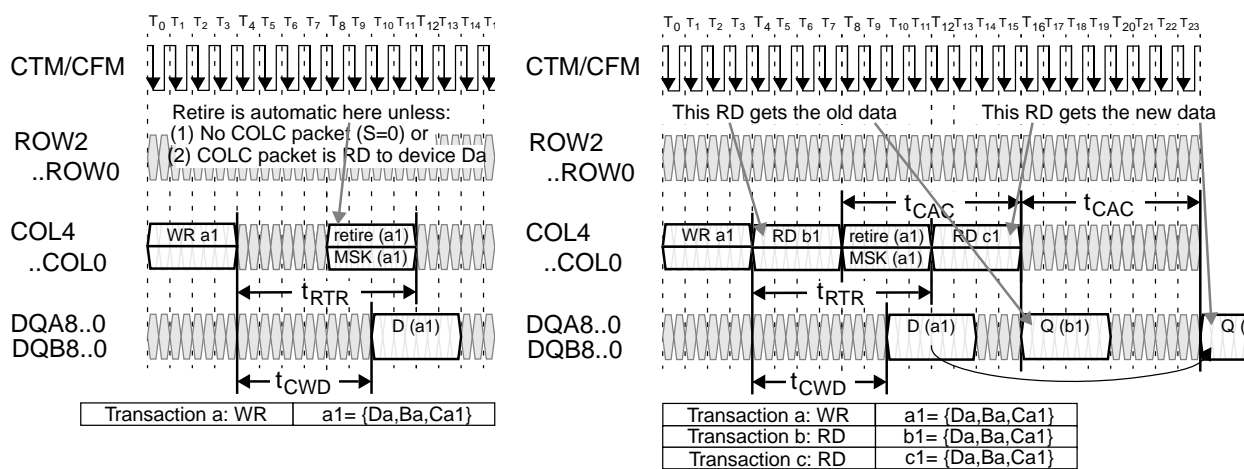 T0 T1 T2 T3 T4 T5 T6 T7 T8 T9 T10 T11 T12 T13 T14 T1
CTM/CFM
Retire is automatic here unless:
(1) No COLC packet (S=0) or
(2) COLC packet is RD to device Da
ROW2
..ROW0
COL4
..COL0
WR a1
retire (a1)
MSK (a1)
tRTR
DQA8..0
DQB8..0
D (a1)
tCWD
Transaction a: WR a1= {Da,Ba,Ca1}
T0 T1 T2 T3 T4 T5 T6 T7 T8 T9 T10 T11 T12 T13 T14 T15 T16 T17 T18 T19 T20 T21 T22 T23
CTM/CFM
This RD gets the old data
This RD gets the new data
ROW2
..ROW0
tCAC
tCAC
COL4
..COL0
WR a1
RD b1
retire (a1)
MSK (a1)
RD c1
tRTR
DQA8..0
DQB8..0
D (a1)
Q (b1)
Q (
tCWD
Transaction a: WR a1= {Da,Ba,Ca1}
Transaction b: RD b1= {Da,Ba,Ca1}
Transaction c: RD c1= {Da,Ba,Ca1}